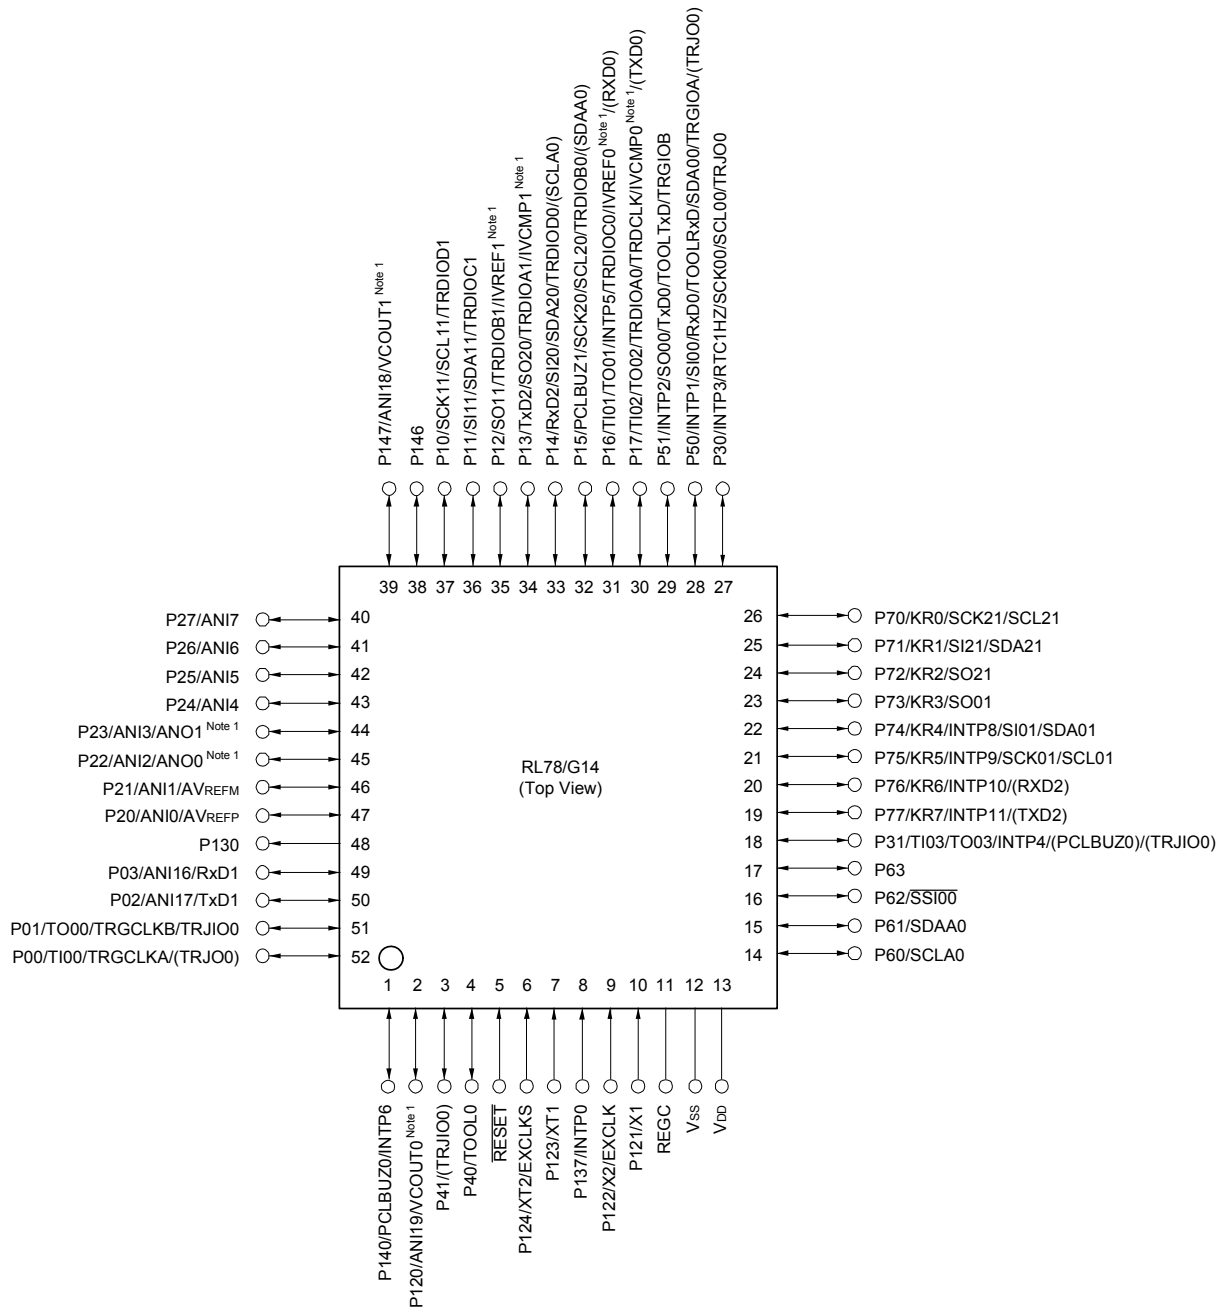 P147/ANI18/VCOUT1 Note 1
P146
P10/SCK11/SCL11/TRDIOD1
P11/SI11/SDA11/TRDIOC1
P12/SO11/TRDIOB1/IVREF1 Note 1
P13/TxD2/SO20/TRDIOA1/IVCMP1 Note 1
P14/RxD2/SI20/SDA20/TRDIOD0/(SCLA0)
P15/PCLBUZ1/SCK20/SCL20/TRDIOB0/(SDAA0)
P16/TI01/TO01/INTP5/TRDIOC0/IVREF0 Note 1/(RXD0)
P17/TI02/TO02/TRDIOA0/TRDCLK/IVCMP0 Note 1/(TXD0)
P51/INTP2/SO00/TxD0/TOOLTxD/TRGIOB
P50/INTP1/SI00/RxD0/TOOLRxD/SDA00/TRGIOA/(TRJO0)
P30/INTP3/RTC1HZ/SCK00/SCL00/TRJO0
39 38 37 36 35 34 33 32 31 30 29 28 27
P27/ANI7 40
P26/ANI6 41
P25/ANI5 42
P24/ANI4 43
P23/ANI3/ANO1 Note 1 44
P22/ANI2/ANO0 Note 1 45
P21/ANI1/AVREFM 46
P20/ANI0/AVREFP 47
P130 48
P03/ANI16/RxD1 49
P02/ANI17/TxD1 50
P01/TO00/TRGCLKB/TRJIO0 51
P00/TI00/TRGCLKA/(TRJO0) 52
RL78/G14
(Top View)
26 P70/KR0/SCK21/SCL21
25 P71/KR1/SI21/SDA21
24 P72/KR2/SO21
23 P73/KR3/SO01
22 P74/KR4/INTP8/SI01/SDA01
21 P75/KR5/INTP9/SCK01/SCL01
20 P76/KR6/INTP10/(RXD2)
19 P77/KR7/INTP11/(TXD2)
18 P31/TI03/TO03/INTP4/(PCLBUZ0)/(TRJIO0)
17 P63
16 P62/SSI00
15 P61/SDAA0
14 P60/SCLA0
1 2 3 4 5 6 7 8 9 10 11 12 13
P140/PCLBUZ0/INTP6
P120/ANI19/VCOUT0 Note 1
P41/(TRJIO0)
P40/TOOL0
RESET
P124/XT2/EXCLKS
P123/XT1
P137/INTP0
P122/X2/EXCLK
P121/X1
REGC
VSS
VDD